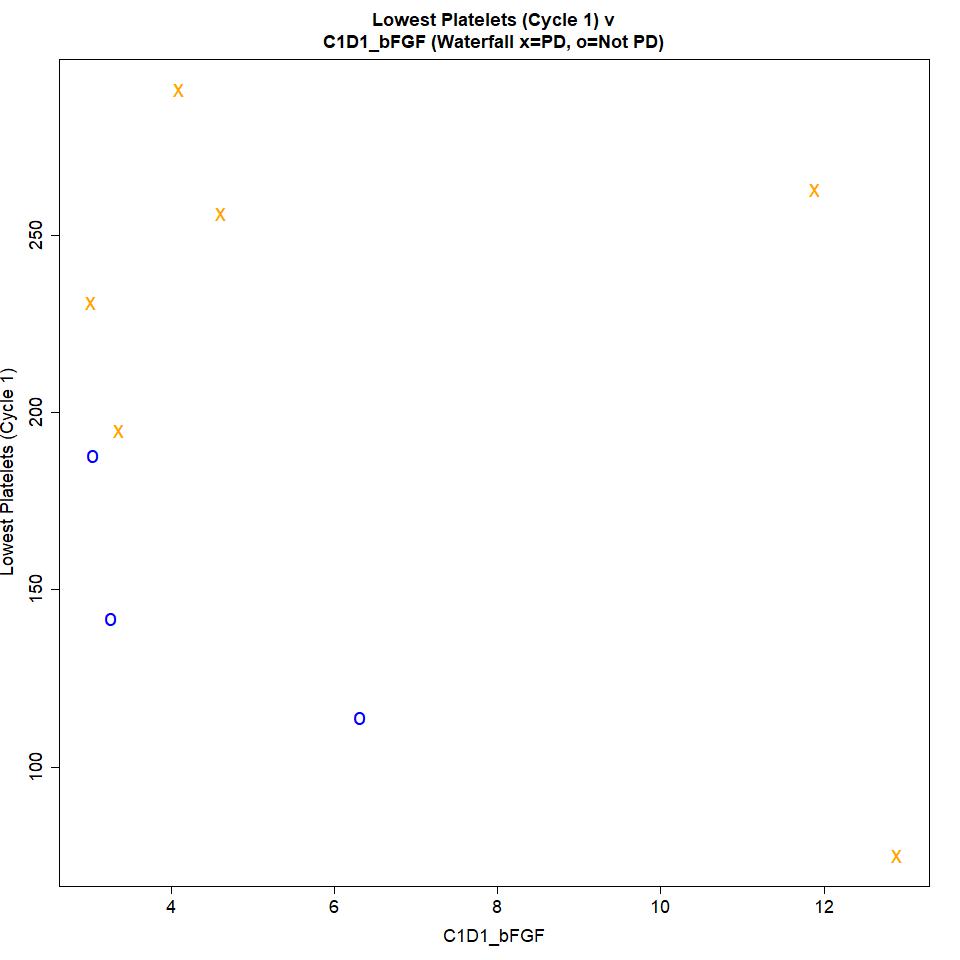 Lowest Platelets (Cycle 1) v
C1D1_bFGF (Waterfall x=PD, o=Not PD)
Lowest Platelets (Cycle 1)
250
200
150
100
4 6 8 10 12
C1D1_bFGF